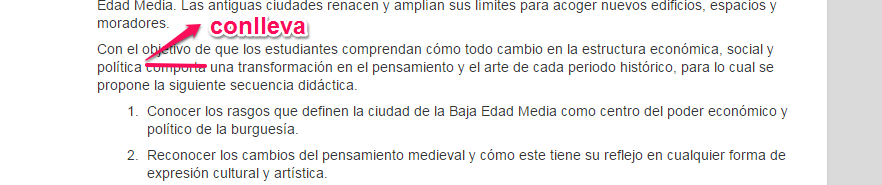 Edad Media. Las antiguas ciudades renacen y amplían sus límites para acoger nuevos edificios, espacios y
moradores.
conlleva
Con el objetivo de que los estudiantes comprendan cómo todo cambio en la estructura económica, social y
política comporta una transformación en el pensamiento y el arte de cada periodo histórico, para lo cual se
propone la siguiente secuencia didáctica.
1. Conocer los rasgos que definen la ciudad de la Baja Edad Media como centro del poder económico y
político de la burguesía.
2. Reconocer los cambios del pensamiento medieval y cómo este tiene su reflejo en cualquier forma de
expresión cultural y artística.